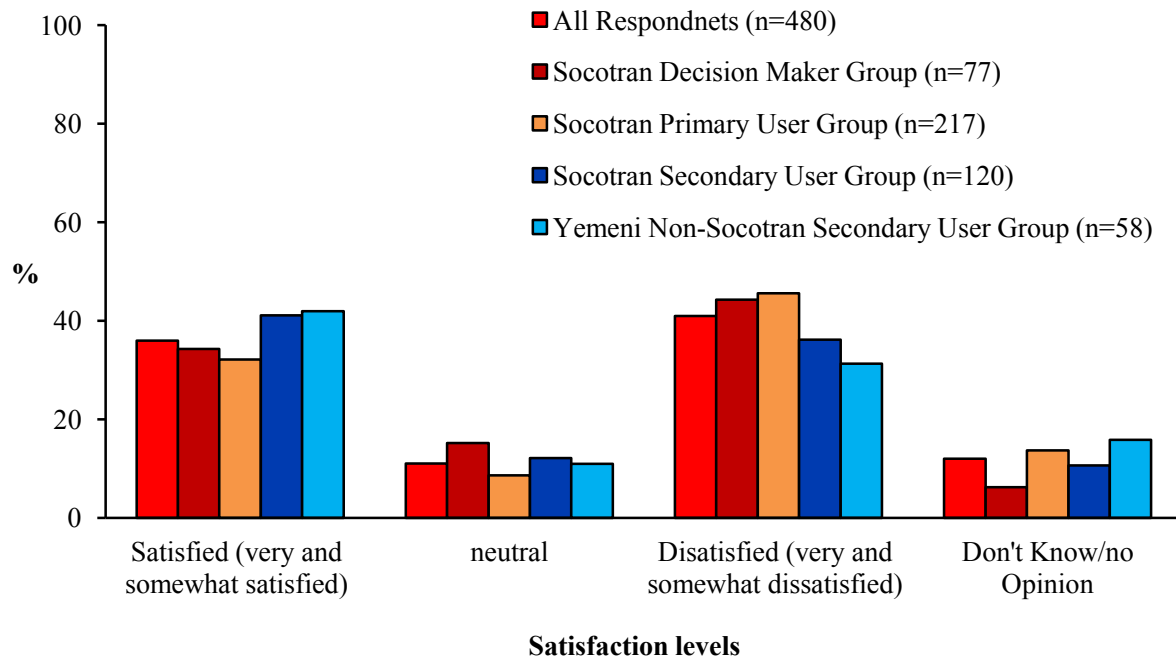 100
80
60
40
20
0
%
All Respondnets (n=480)
Socotran Decision Maker Group (n=77)
Socotran Primary User Group (n=217)
Socotran Secondary User Group (n=120)
Yemeni Non-Socotran Secondary User Group (n=58)
Satisfied (very and
somewhat satisfied)
neutral
Disatisfied (very and
somewhat dissatisfied)
Don't Know/no
Opinion
Satisfaction levels